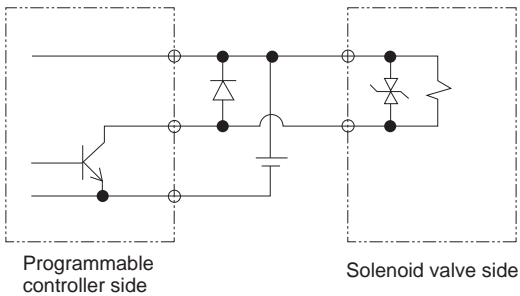 Programmable
controller side
Solenoid valve side